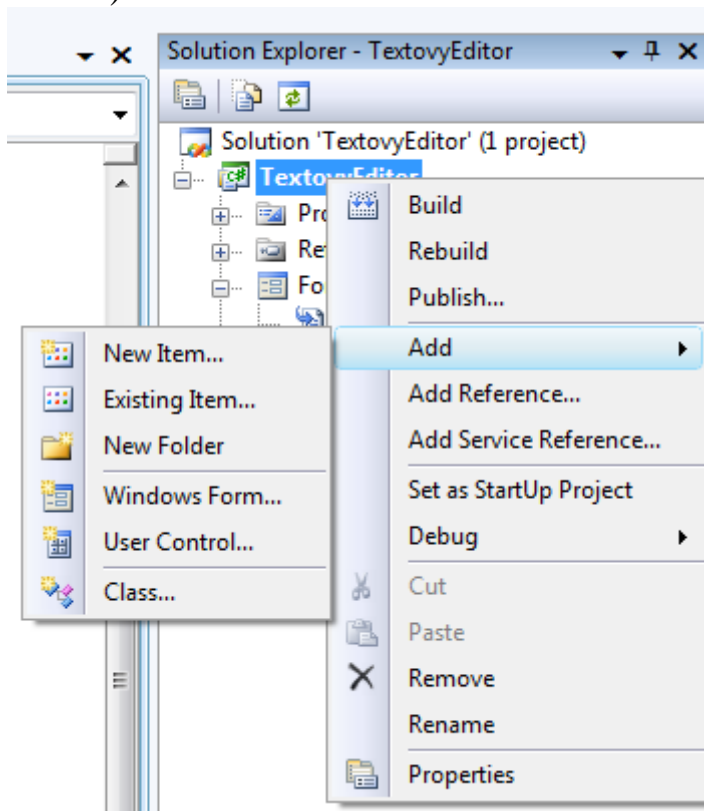 )
Solution Explorer - TextovyEditor
Solution 'TextovyEditor' (1 project)
TextovyEditor
Build
Rebuild
Publish...
Add
Add Reference...
Add Service Reference...
Set as StartUp Project
Debug
Cut
Paste
Remove
Rename
Properties
New Item...
Existing Item...
New Folder
Windows Form...
User Control...
Class...